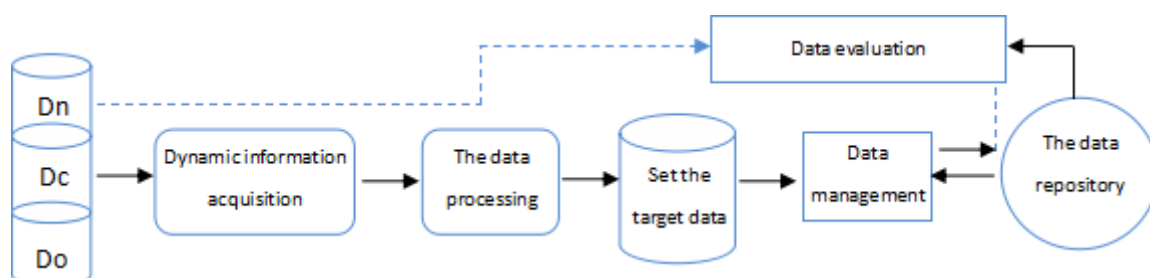 Data evaluation
Dn
Dc
Do
Dynamic information
acquisition
The data
processing
Set the
target data
Data
management
The data
repository